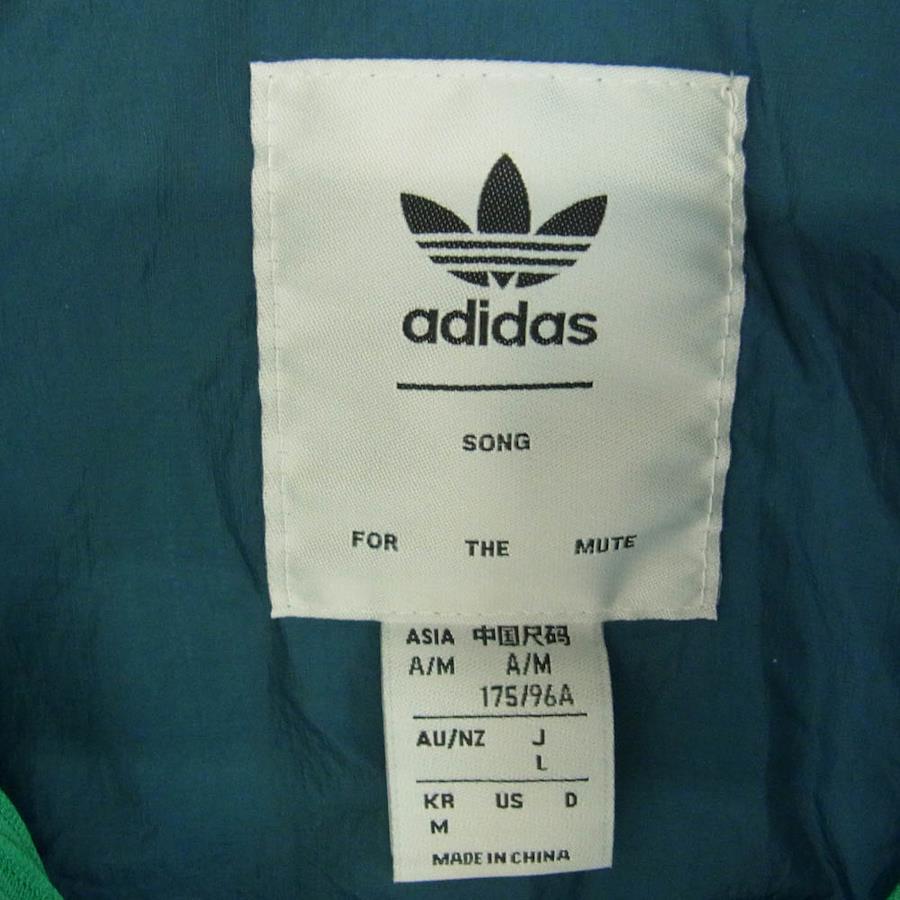 adidas
SONG
FOR THE MUTE
ASIA 中国尺码
A/M A/M
175/96A
AU/NZ J
L
KR US D
M
MADE IN CHINA